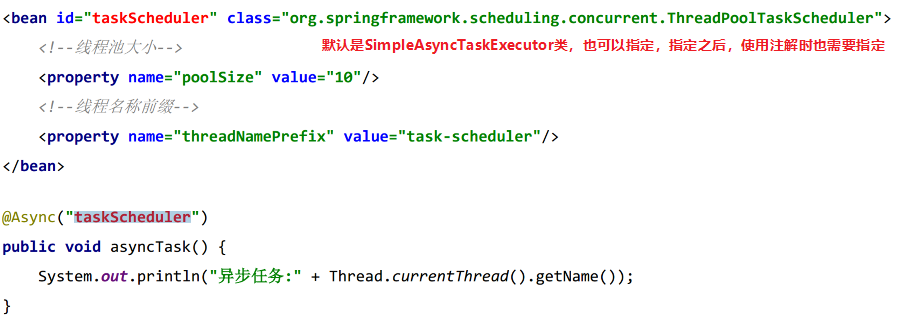 <bean id="taskScheduler" class="org.springframework.scheduling.concurrent.ThreadPoolTaskScheduler">
<!--线程池大小--> 默认是SimpleAsyncTaskExecutor类，也可以指定，指定之后，使用注解时也需要指定
<property name="poolSize" value="10"/>
<!--线程名称前缀-->
<property name="threadNamePrefix" value="task-scheduler"/>
</bean>
@Async("taskScheduler")
public void asyncTask() {
System.out.println("异步任务:" + Thread.currentThread().getName());
}